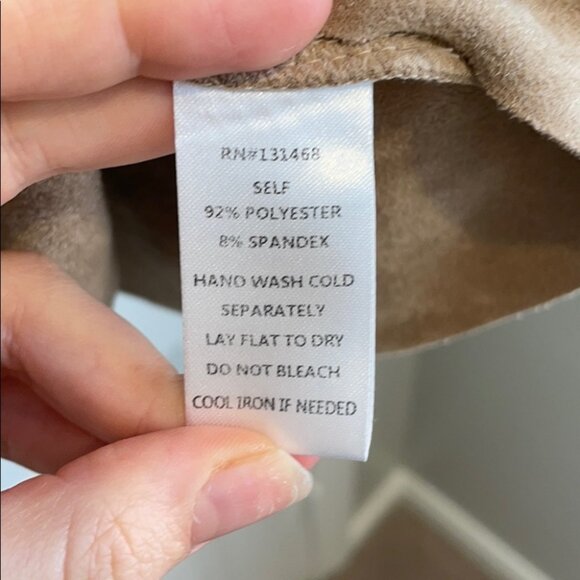 RN#131468
SELF
92% POLYESTER
8% SPANDEX
HAND WASH COLD
SEPARATELY
LAY FLAT TO DRY
DO NOT BLEACH
COOL IRON IF NEEDED